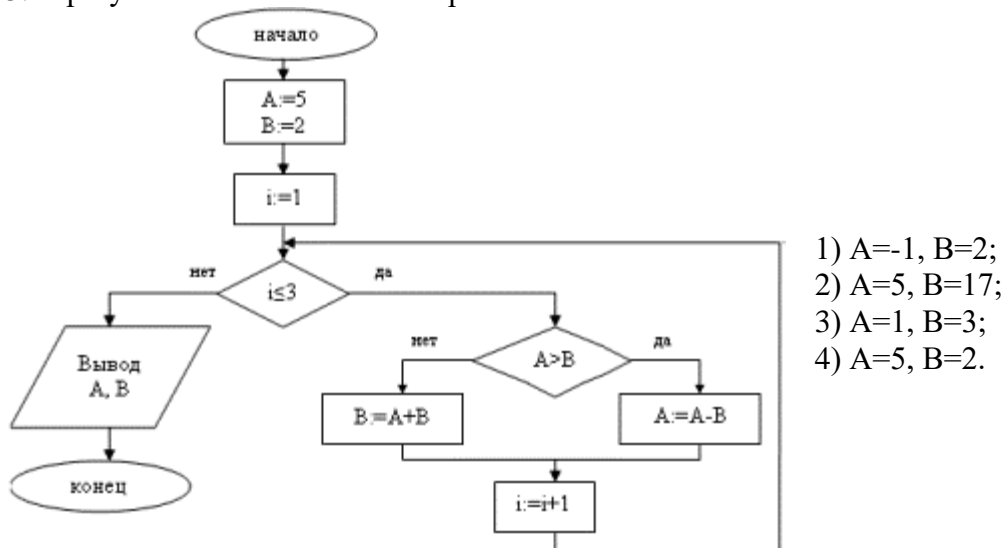 начало
A:=5
B:=2
i:=1
нет
i≤3
да
Вывод
A, B
конец
нет
A>B
да
B:=A+B
A:=A-B
i:=i+1
1) A=-1, B=2;
2) A=5, B=17;
3) A=1, B=3;
4) A=5, B=2.